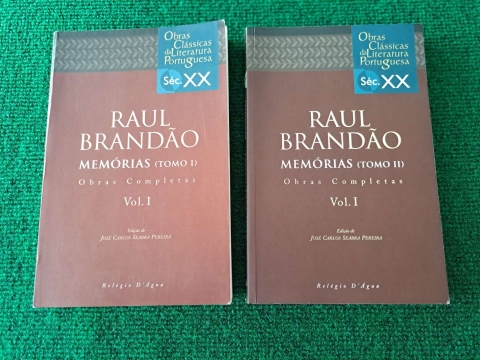 Obras
Clássicas
da Literatura
Portuguesa
Séc. XX
RAUL
BRANDÃO
MEMÓRIAS (TOMO I)
Obras Completas
Vol. I
Edição de
JOSÉ CARLOS SEABRA PEREIRA
Relógio D'Água
Obras
Clássicas
da Literatura
Portuguesa
Séc. XX
RAUL
BRANDÃO
MEMÓRIAS (TOMO II)
Obras Completas
Vol. I
Edição de
JOSÉ CARLOS SEABRA PEREIRA
Relógio D'Água